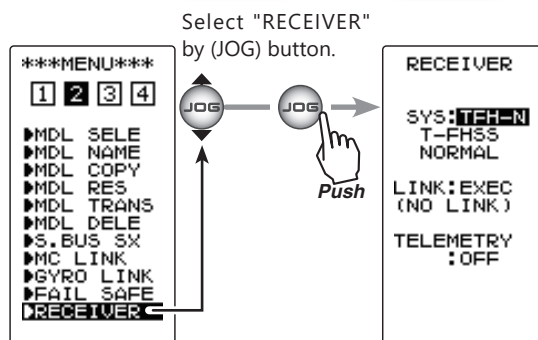 Select "RECEIVER"
by (JOG) button.
***MENU***
1 2 3 4
MDL SELE
MDL NAME
MDL COPY
MDL RES
MDL TRANS
MDL DELE
S.BUS SX
MC LINK
GYRO LINK
FAIL SAFE
RECEIVER
JOG
JOG
Push
RECEIVER
SYS:TFH-N
T-FHSS
NORMAL
LINK:EXEC
(NO LINK)
TELEMETRY
:OFF